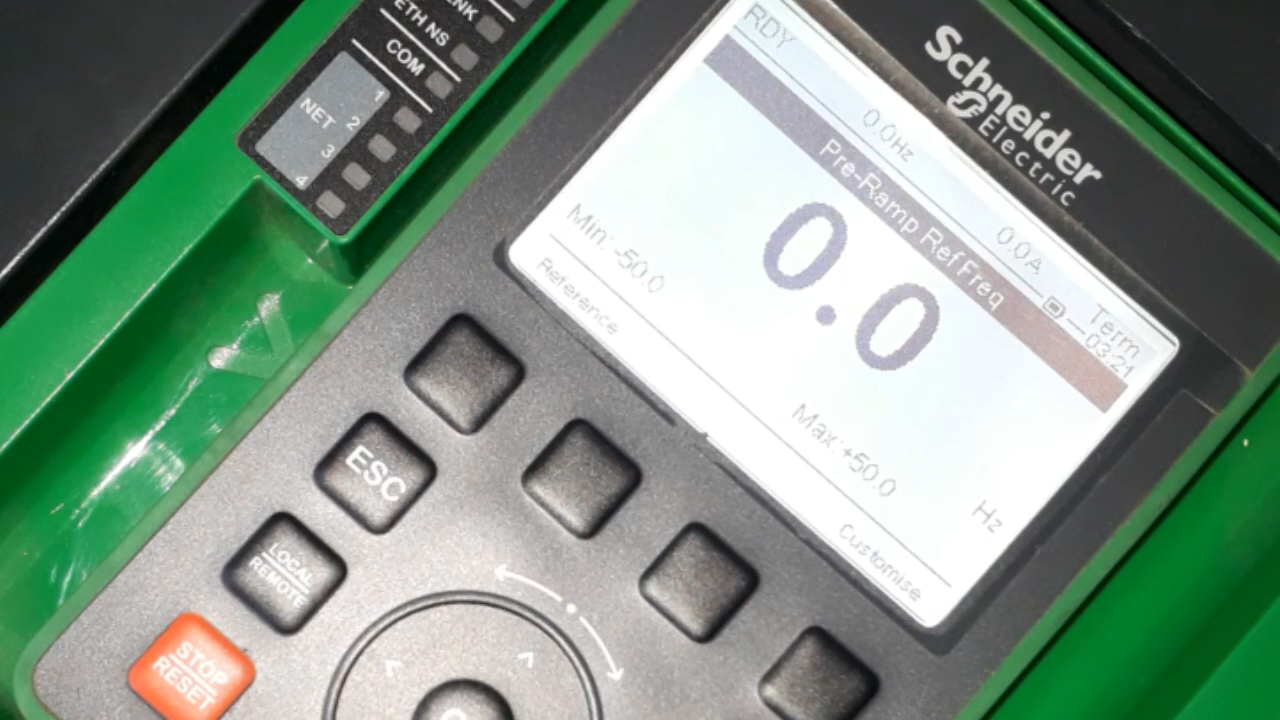 ETH NS
COM
NET
1
2
3
4
Schneider
Electric
RDY 0.0Hz 0.0A Term
03:21
Pre-Ramp Ref Freq
0.0
Min: -50.0 Max: +50.0 Hz
Reference Customise
ESC
LOCAL
REMOTE
STOP
RESET